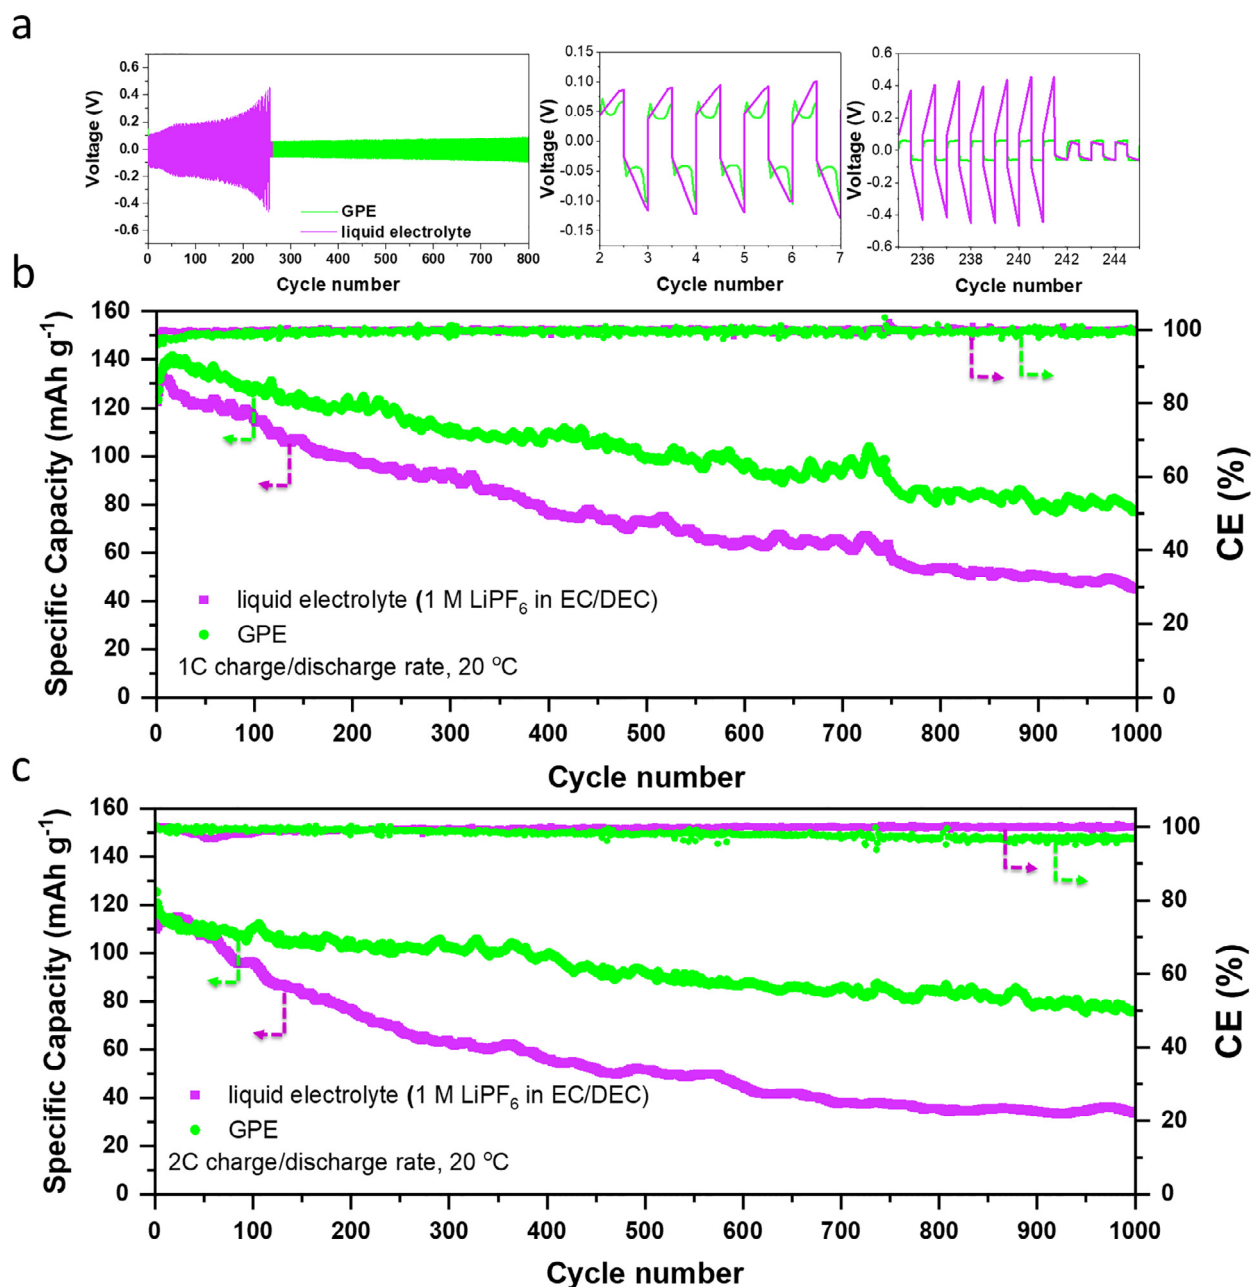 a
0.6
0.4
0.2
0.0
-0.2
-0.4
-0.6
Voltage (V)
GPE
liquid electrolyte
0 100 200 300 400 500 600 700 800
Cycle number
0.15
0.10
0.05
0.00
-0.05
-0.10
-0.15
Voltage (V)
2 3 4 5 6 7
Cycle number
0.6
0.4
0.2
0.0
-0.2
-0.4
-0.6
Voltage (V)
236 238 240 242 244
Cycle number
b
160
140
120
100
80
60
40
20
0
Specific Capacity (mAh g⁻¹)
liquid electrolyte (1 M LiPF₆ in EC/DEC)
GPE
1C charge/discharge rate, 20 ºC
100
80
60
40
20
0
CE (%)
0 100 200 300 400 500 600 700 800 900 1000
Cycle number
c
160
140
120
100
80
60
40
20
0
Specific Capacity (mAh g⁻¹)
liquid electrolyte (1 M LiPF₆ in EC/DEC)
GPE
2C charge/discharge rate, 20 ºC
100
80
60
40
20
0
CE (%)
0 100 200 300 400 500 600 700 800 900 1000
Cycle number